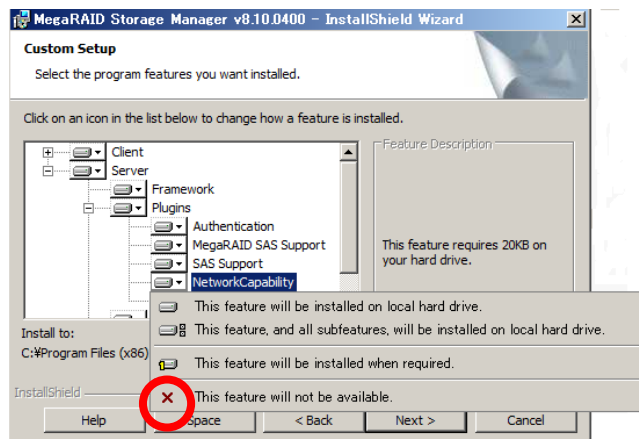 MegaRAID Storage Manager v8.10.0400 - InstallShield Wizard
Custom Setup
Select the program features you want installed.
Click on an icon in the list below to change how a feature is installed.
Client
Server
Framework
Plugins
Authentication
MegaRAID SAS Support
SAS Support
NetworkCapability
Feature Description
This feature requires 20KB on
your hard drive.
This feature will be installed on local hard drive.
This feature, and all subfeatures, will be installed on local hard drive.
This feature will be installed when required.
This feature will not be available.
Install to:
C:¥Program Files (x86)
InstallShield
Help
Space
< Back
Next >
Cancel